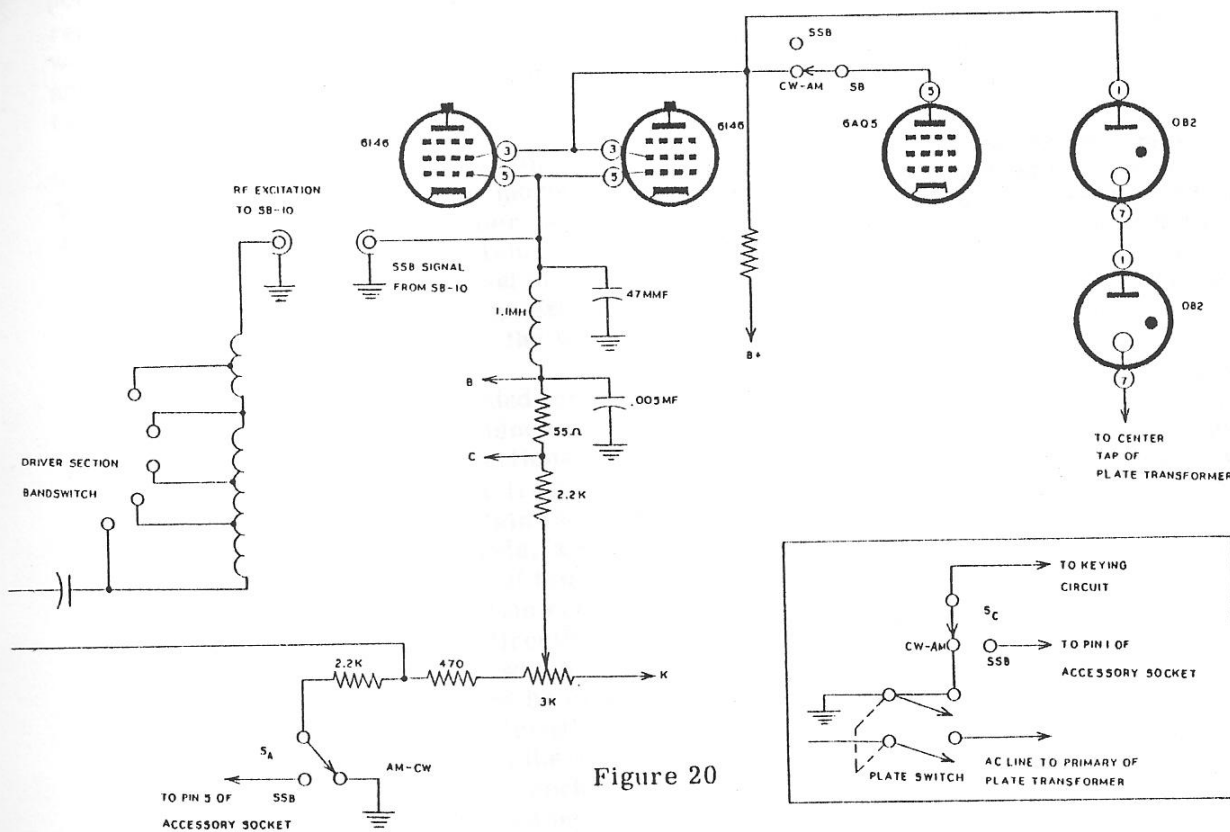 SSB
CW-AM
SB
5
1
6AQ5
OB2
6146
3
5
3
5
6146
7
1
OB2
7
RF EXCITATION
TO SB-10
SSB SIGNAL
FROM SB-10
47MMF
1.1MH
B+
B
.005MF
55Ω
C
2.2K
TO CENTER
TAP OF
PLATE TRANSFORMER
DRIVER SECTION
BANDSWITCH
2.2K
470
3K
K
SA
AM-CW
SSB
TO PIN 5 OF
ACCESSORY SOCKET
Figure 20
TO KEYING
CIRCUIT
SC
CW-AM
SSB
TO PIN 1 OF
ACCESSORY SOCKET
PLATE SWITCH
AC LINE TO PRIMARY OF
PLATE TRANSFORMER